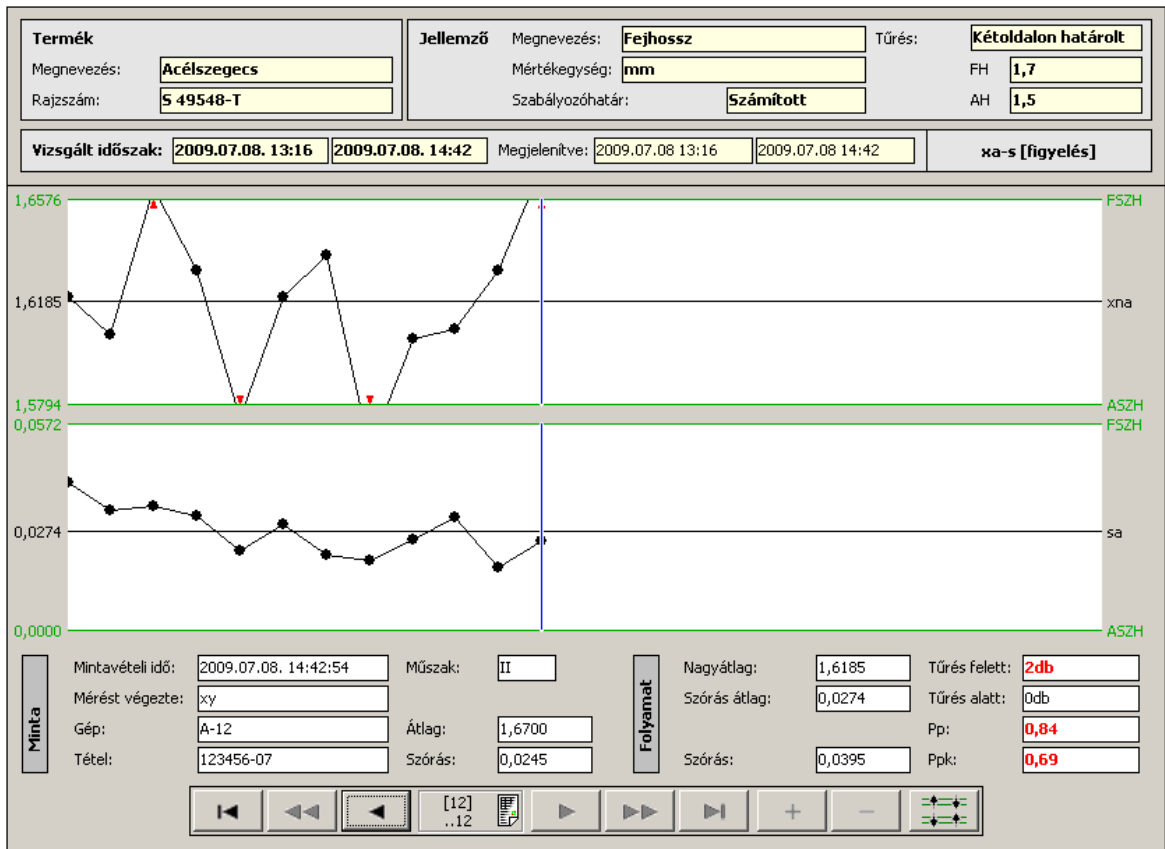 Termék
Megnevezés: Acélszegecs
Rajzszám: S 49548-T
Jellemző Megnevezés: Fejhossz Tűrés: Kétoldalon határolt
Mértékegység: mm FH 1,7
Szabályozóhatár: Számított AH 1,5
Vizsgált időszak: 2009.07.08. 13:16 2009.07.08. 14:42 Megjelenítve: 2009.07.08 13:16 2009.07.08 14:42 xa-s [figyelés]
1,6576 FSZH
1,6185 xna
1,5794 ASZH
0,0572 FSZH
0,0274 sa
0,0000 ASZH
Minta
Mintavételi idő: 2009.07.08. 14:42:54 Műszak: II
Mérést végezte: xy
Gép: A-12 Átlag: 1,6700
Tétel: 123456-07 Szórás: 0,0245
Folyamat
Nagyátlag: 1,6185 Tűrés felett: 2db
Szórás átlag: 0,0274 Tűrés alatt: 0db
Pp: 0,84
Szórás: 0,0395 Ppk: 0,69
[12]
..12